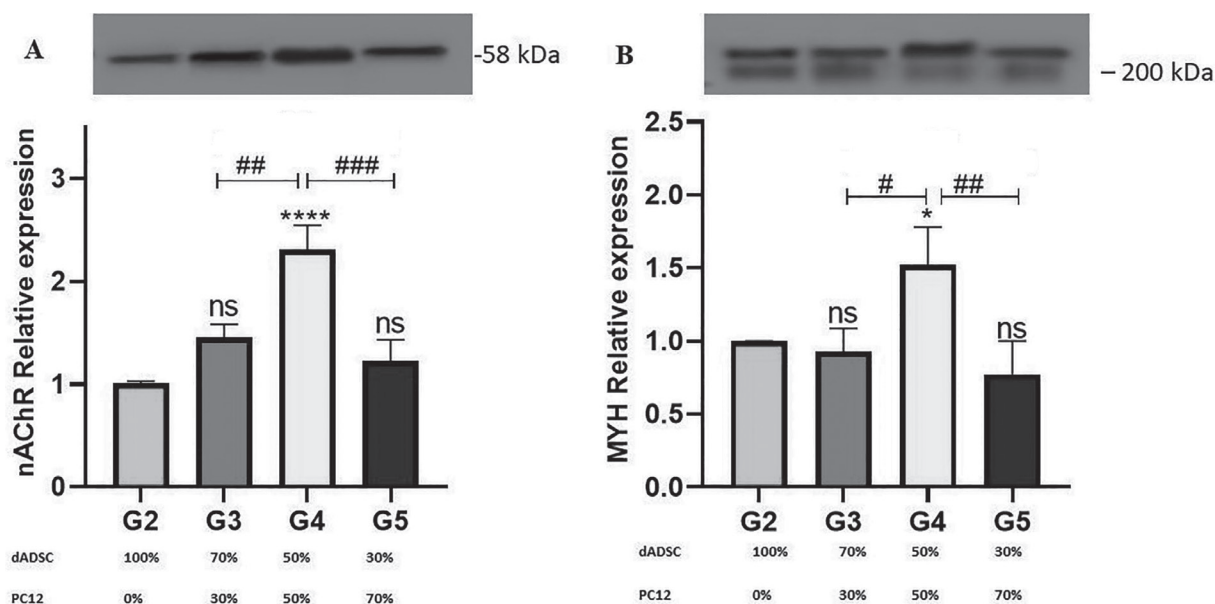 A
-58 kDa
nAChR Relative expression
3
2
1
0
##
###
****
ns
ns
G2 G3 G4 G5
dADSC 100% 70% 50% 30%
PC12 0% 30% 50% 70%
B
– 200 kDa
MYH Relative expression
2.5
2.0
1.5
1.0
0.5
0.0
#
##
*
ns
ns
G2 G3 G4 G5
dADSC 100% 70% 50% 30%
PC12 0% 30% 50% 70%